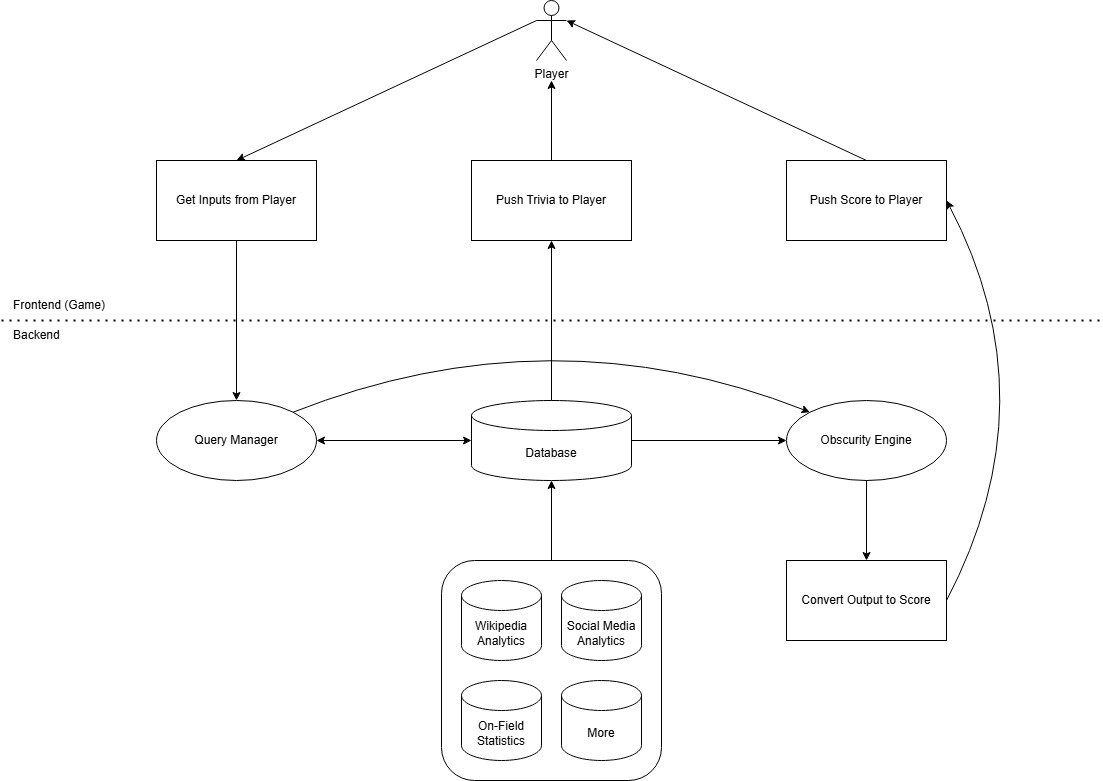 Player
Get Inputs from Player
Push Trivia to Player
Push Score to Player
Frontend (Game)
Backend
Query Manager
Database
Obscurity Engine
Wikipedia
Analytics
Social Media
Analytics
Convert Output to Score
On-Field
Statistics
More